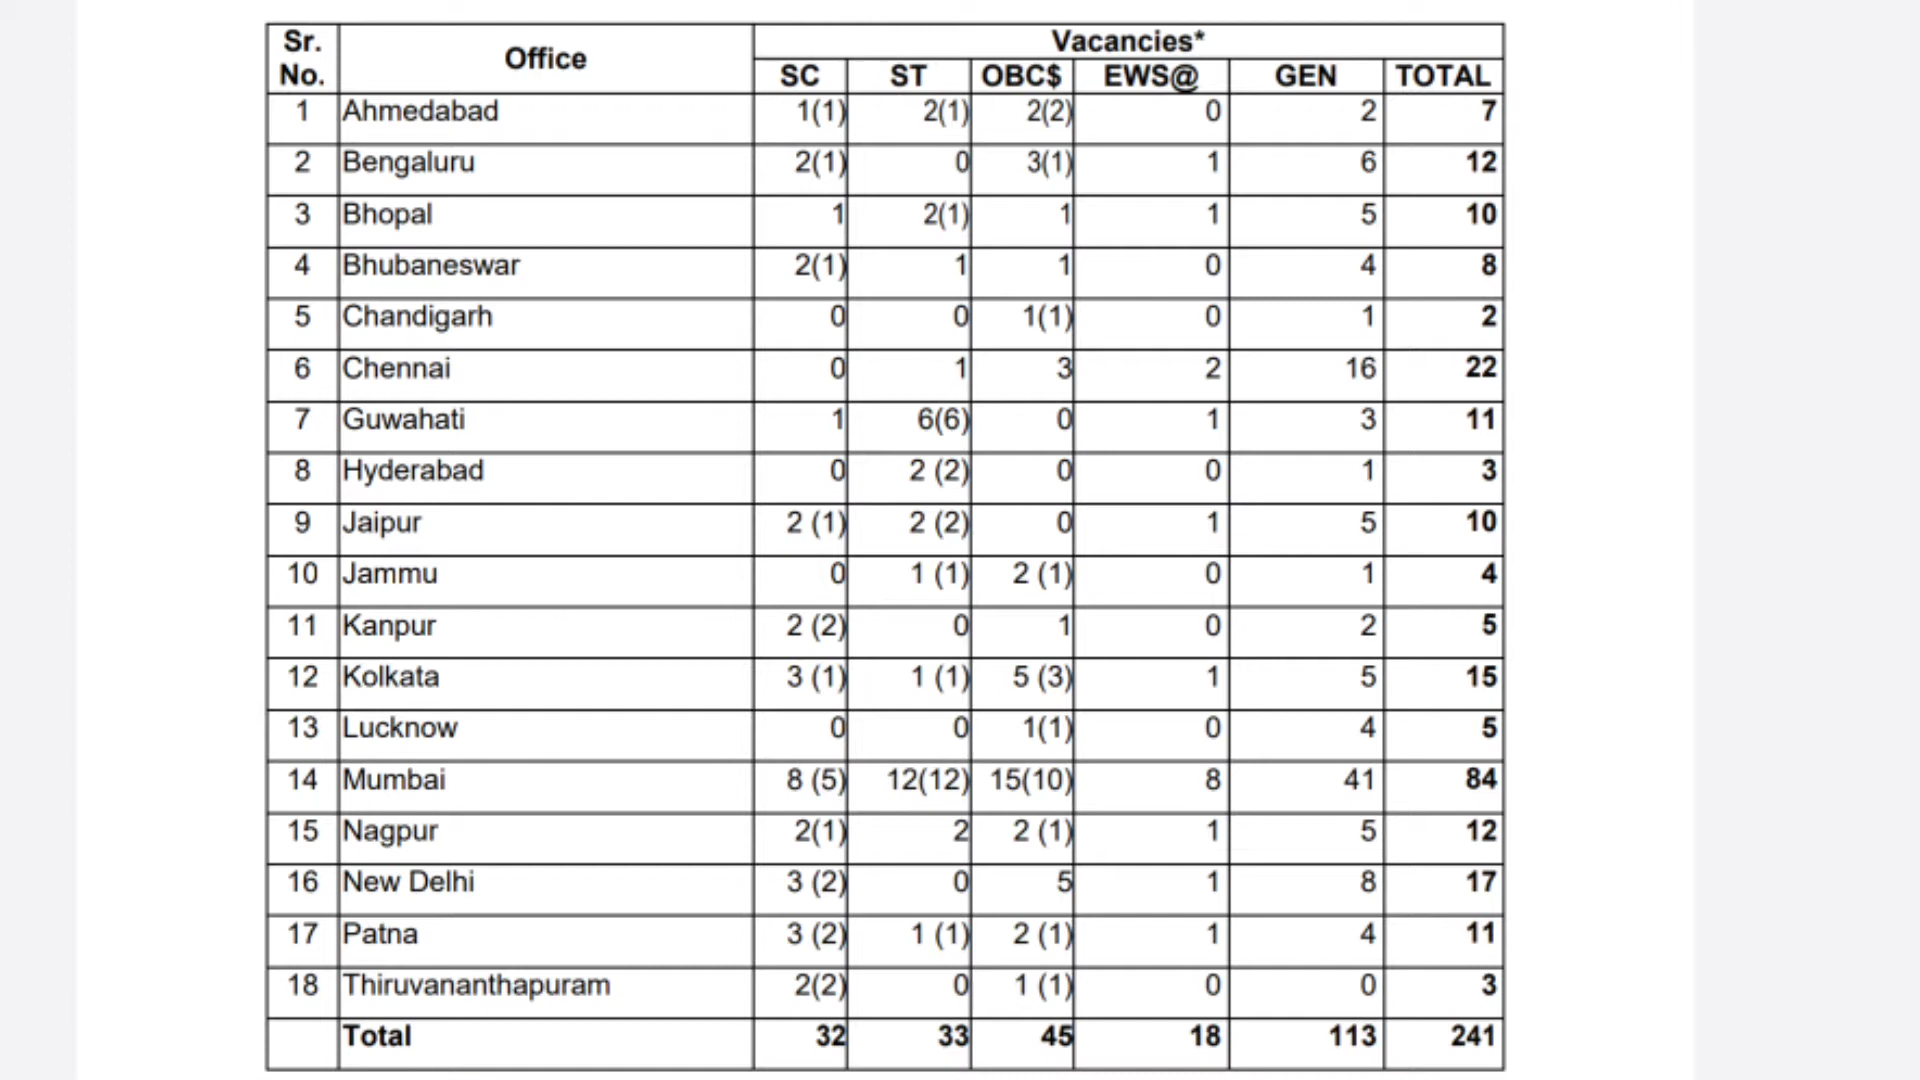 Sr. No. Office Vacancies*
SC ST OBC$ EWS@ GEN TOTAL
1 Ahmedabad 1(1) 2(1) 2(2) 0 2 7
2 Bengaluru 2(1) 0 3(1) 1 6 12
3 Bhopal 1 2(1) 1 1 5 10
4 Bhubaneswar 2(1) 1 1 0 4 8
5 Chandigarh 0 0 1(1) 0 1 2
6 Chennai 0 1 3 2 16 22
7 Guwahati 1 6(6) 0 1 3 11
8 Hyderabad 0 2 (2) 0 0 1 3
9 Jaipur 2 (1) 2 (2) 0 1 5 10
10 Jammu 0 1 (1) 2 (1) 0 1 4
11 Kanpur 2 (2) 0 1 0 2 5
12 Kolkata 3 (1) 1 (1) 5 (3) 1 5 15
13 Lucknow 0 0 1(1) 0 4 5
14 Mumbai 8 (5) 12(12) 15(10) 8 41 84
15 Nagpur 2(1) 2 2 (1) 1 5 12
16 New Delhi 3 (2) 0 5 1 8 17
17 Patna 3 (2) 1 (1) 2 (1) 1 4 11
18 Thiruvananthapuram 2(2) 0 1 (1) 0 0 3
Total 32 33 45 18 113 241